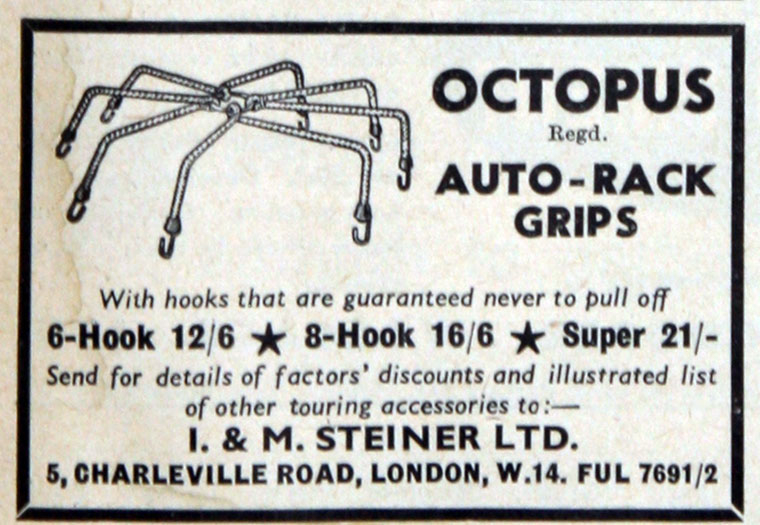 OCTOPUS
Regd.
AUTO-RACK
GRIPS
With hooks that are guaranteed never to pull off
6-Hook 12/6 ★ 8-Hook 16/6 ★ Super 21/-
Send for details of factors' discounts and illustrated list
of other touring accessories to:—
I. & M. STEINER LTD.
5, CHARLEVILLE ROAD, LONDON, W.14. FUL 7691/2